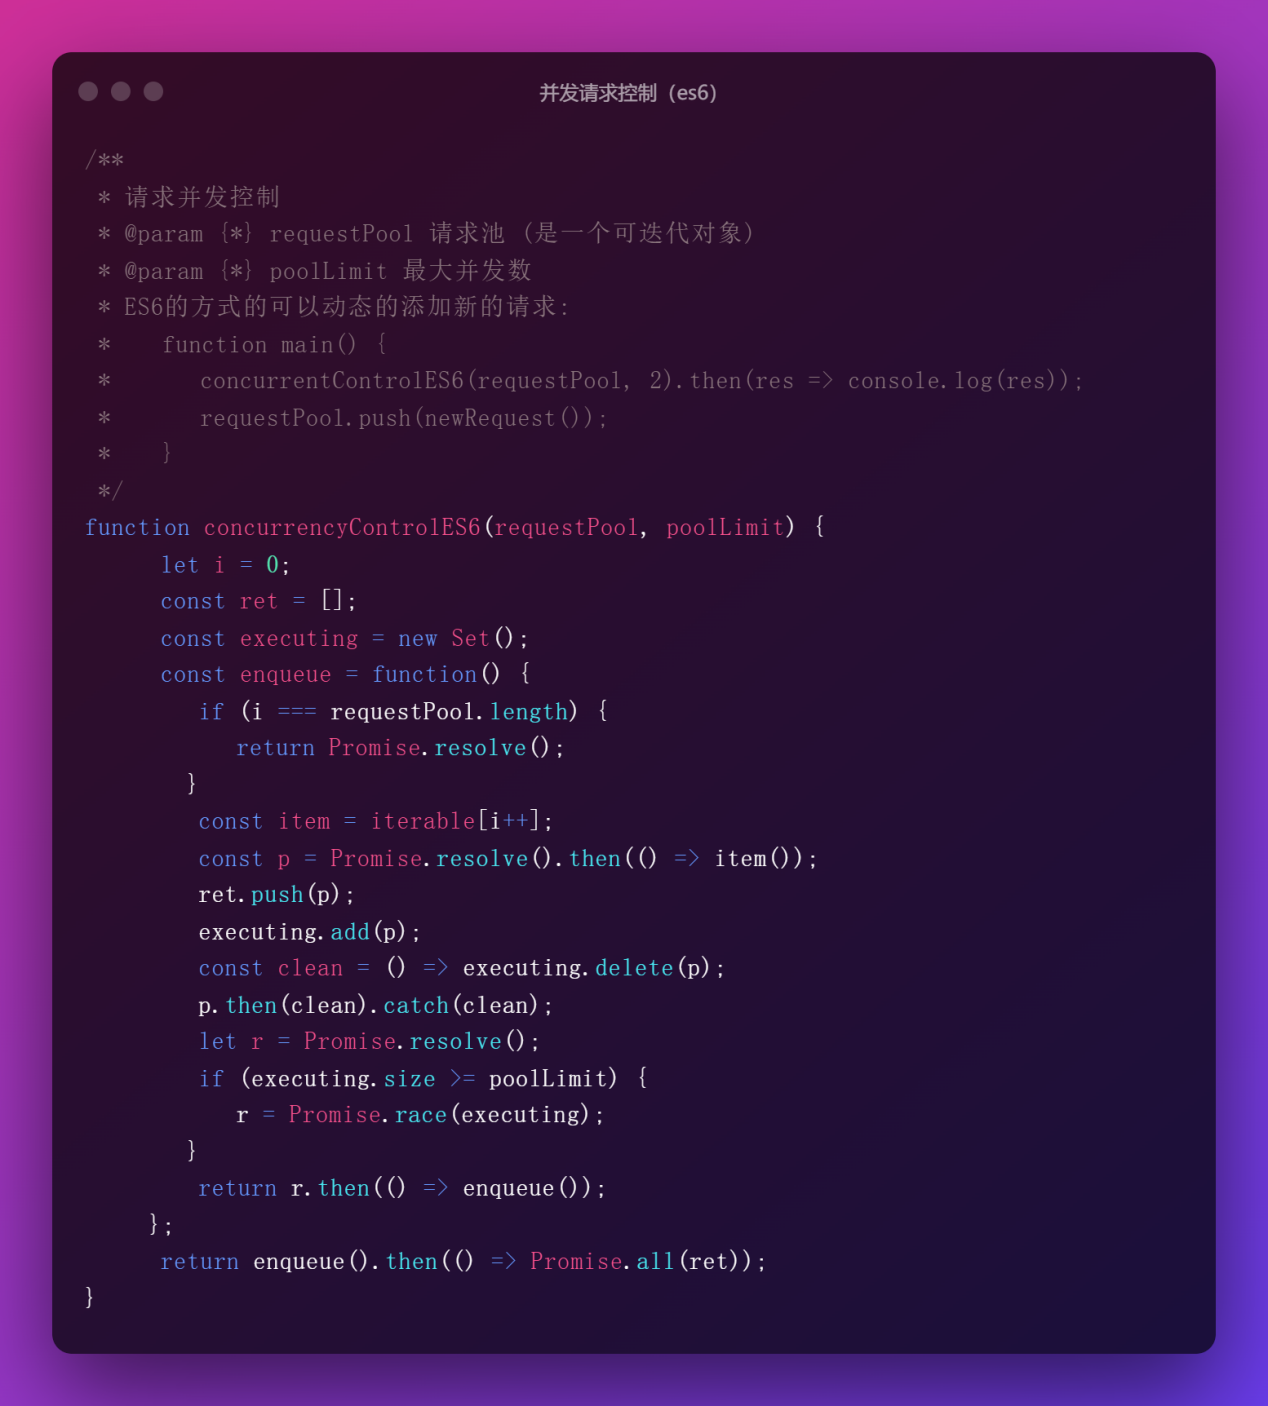 并发请求控制（es6）
/**
 * 请求并发控制
 * @param {*} requestPool 请求池 (是一个可迭代对象)
 * @param {*} poolLimit 最大并发数
 * ES6的方式的可以动态的添加新的请求:
 *    function main() {
 *       concurrentControlES6(requestPool, 2).then(res => console.log(res));
 *       requestPool.push(newRequest());
 *    }
 */
function concurrencyControlES6(requestPool, poolLimit) {
      let i = 0;
      const ret = [];
      const executing = new Set();
      const enqueue = function() {
         if (i === requestPool.length) {
            return Promise.resolve();
        }
         const item = iterable[i++];
         const p = Promise.resolve().then(() => item());
         ret.push(p);
         executing.add(p);
         const clean = () => executing.delete(p);
         p.then(clean).catch(clean);
         let r = Promise.resolve();
         if (executing.size >= poolLimit) {
            r = Promise.race(executing);
        }
         return r.then(() => enqueue());
     };
      return enqueue().then(() => Promise.all(ret));
}